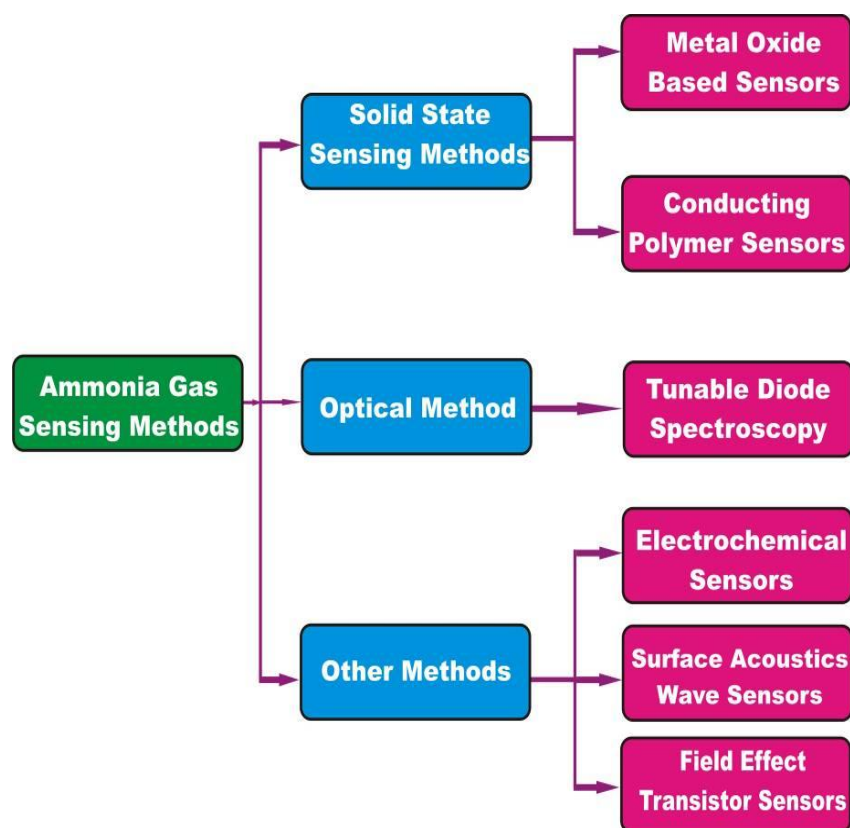 Metal Oxide
Based Sensors
Solid State
Sensing Methods
Conducting
Polymer Sensors
Ammonia Gas
Sensing Methods
Optical Method
Tunable Diode
Spectroscopy
Electrochemical
Sensors
Other Methods
Surface Acoustics
Wave Sensors
Field Effect
Transistor Sensors